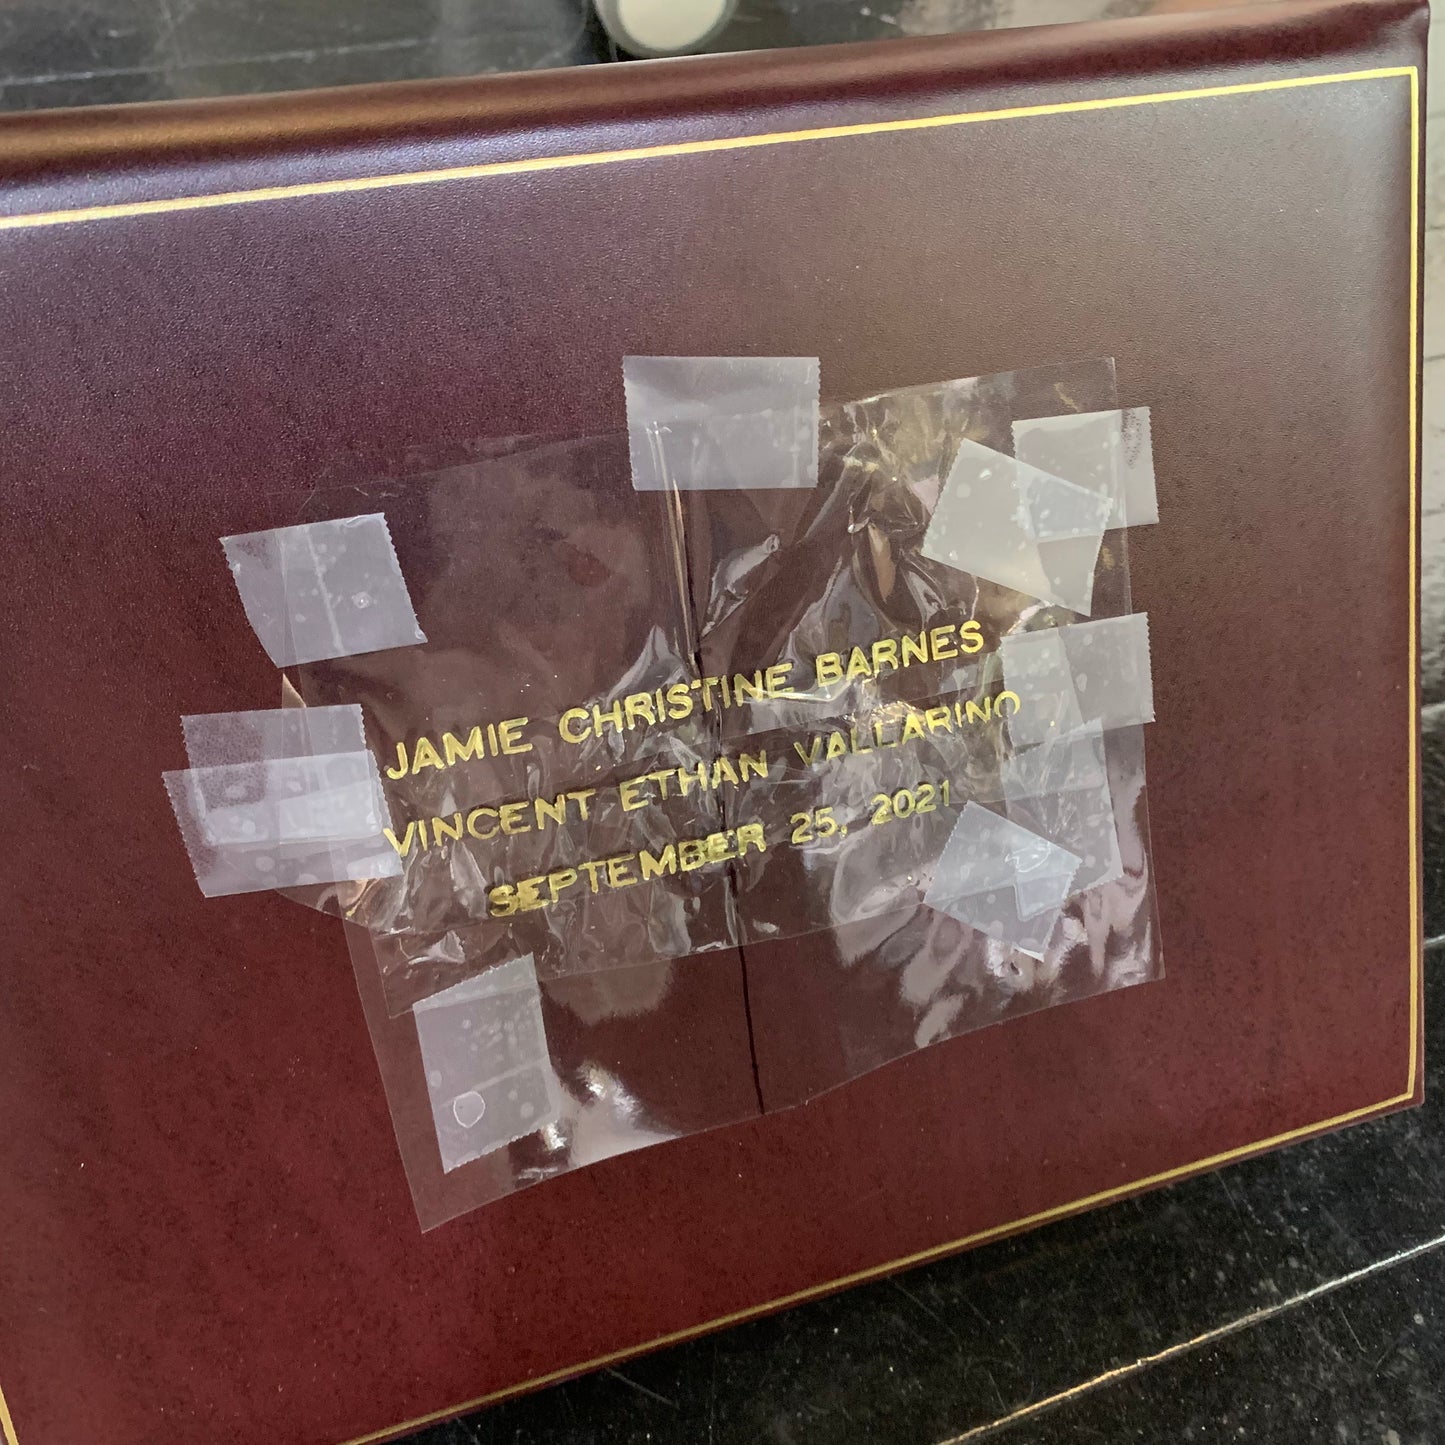 JAMIE CHRISTINE BARNES
VINCENT ETHAN VALLARINO
SEPTEMBER 25, 2021